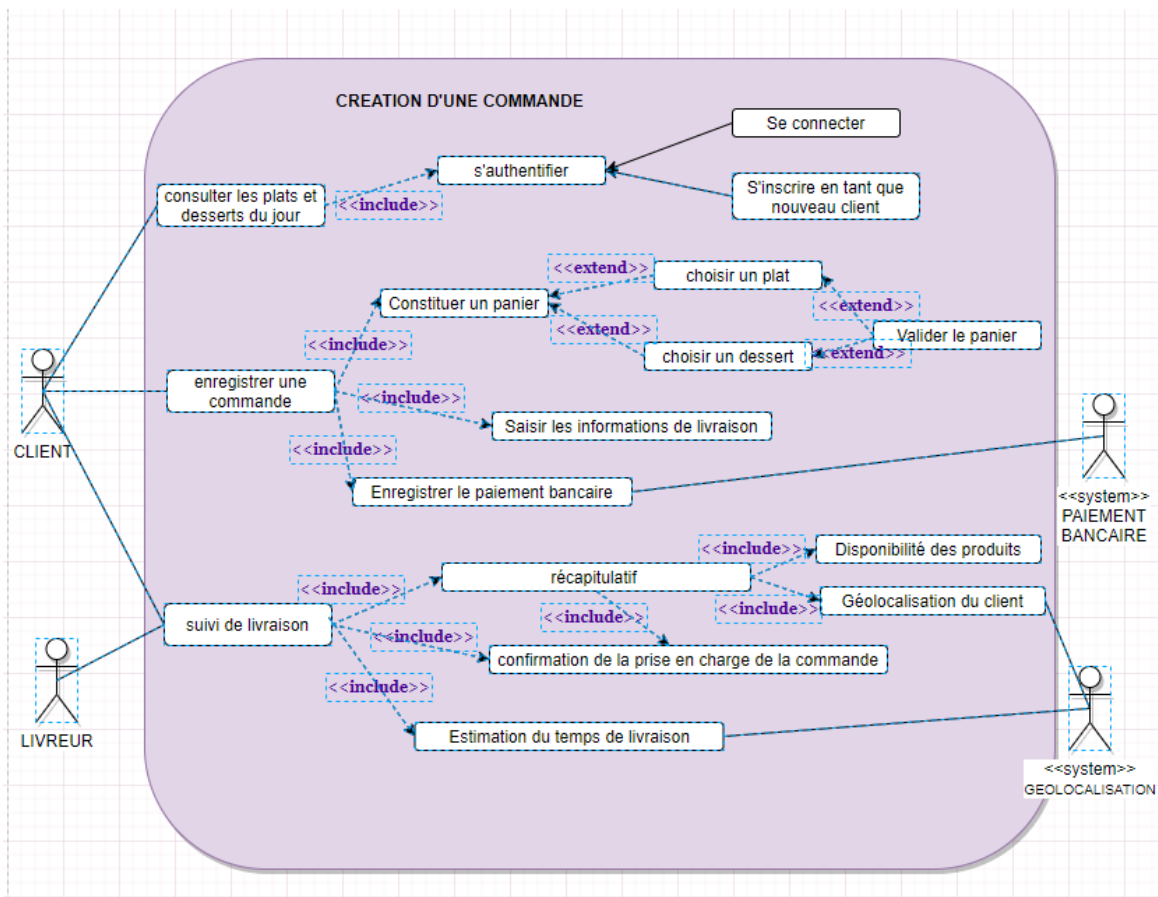 CREATION D'UNE COMMANDE
Se connecter
s'authentifier
consulter les plats et
desserts du jour
<<include>>
S'inscrire en tant que
nouveau client
<<extend>>
choisir un plat
Constituer un panier
<<extend>>
<<extend>>
Valider le panier
<<include>>
choisir un dessert
<<extend>>
enregistrer une
commande
<<include>>
Saisir les informations de livraison
CLIENT
<<include>>
Enregistrer le paiement bancaire
<<system>>
PAIEMENT
BANCAIRE
<<include>>
Disponibilité des produits
récapitulatif
<<include>>
<<include>>
Géolocalisation du client
<<include>>
suivi de livraison
<<include>>
confirmation de la prise en charge de la commande
<<include>>
LIVREUR
Estimation du temps de livraison
<<system>>
GEOLOCALISATION